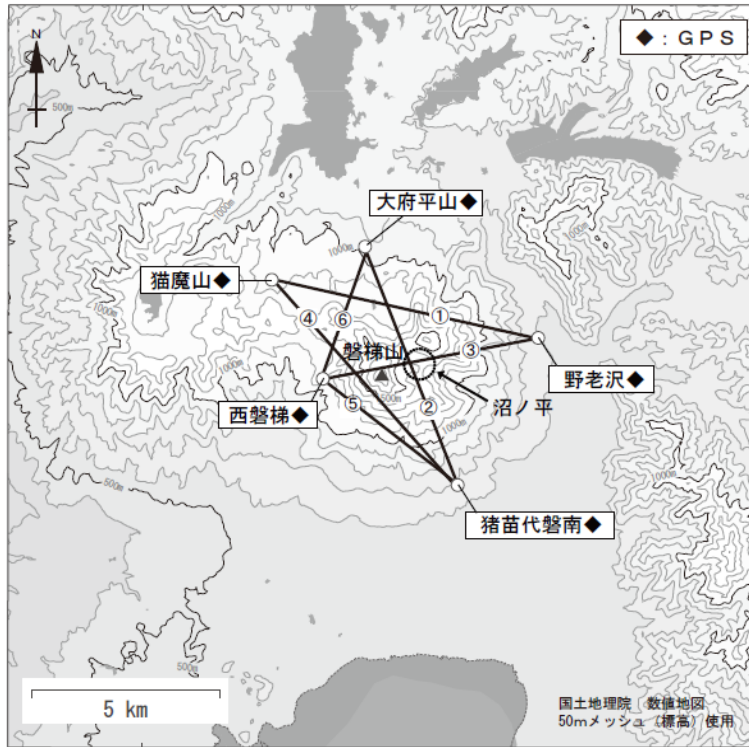 N
◆：ＧＰＳ
500m
大府平山◆
1000m
1000m
猫魔山◆
④
⑥
①
磐梯山
③
1000m
野老沢◆
西磐梯◆
⑤
500m
②
沼ノ平
1000m
500m
猪苗代磐南◆
1000m
500m
5 km
国土地理院　数値地図
50mメッシュ（標高）使用